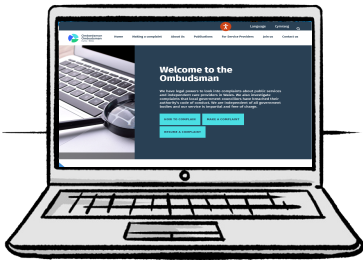 Language Cymraeg
Ombwdsmon
Ombudsman
Home Making a complaint About Us Publications For Service Providers Join us Contact us
Welcome to the
Ombudsman
We have legal powers to look into complaints about public services
and independent care providers in Wales. We also investigate
complaints that local government councillors have breached their
authority's code of conduct. We are independent of all government
bodies and our service is impartial and free of charge.
HOW TO COMPLAIN MAKE A COMPLAINT